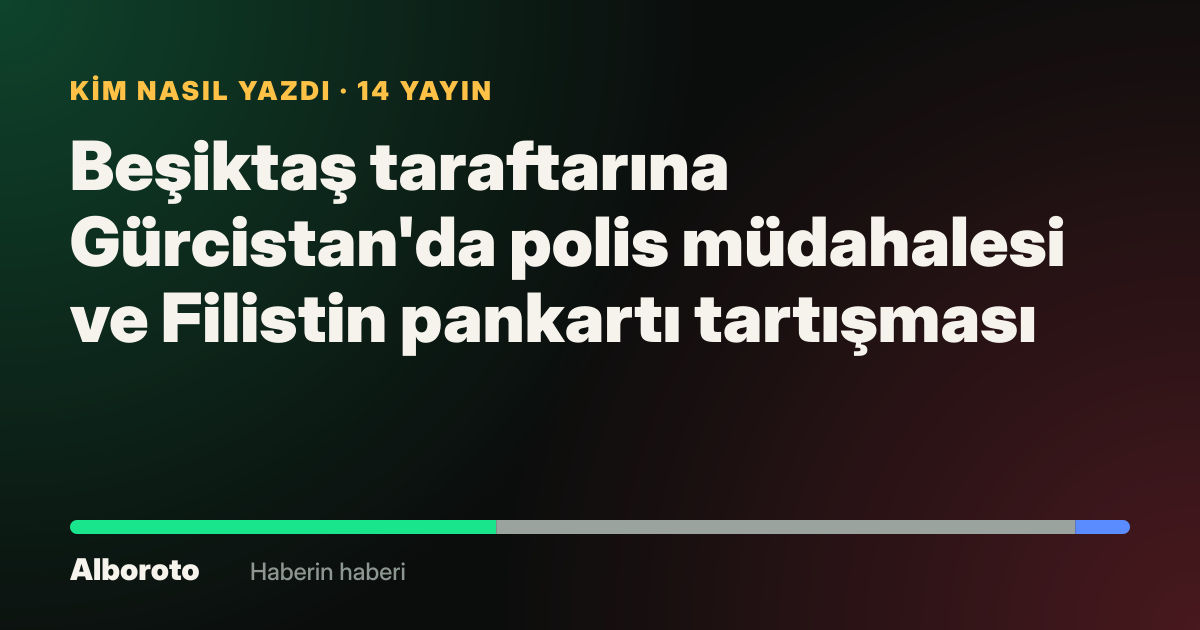 KİM NASIL YAZDI · 14 YAYIN
Beşiktaş taraftarına
Gürcistan'da polis müdahalesi
ve Filistin pankartı tartışması
Alboroto
Haberin haberi